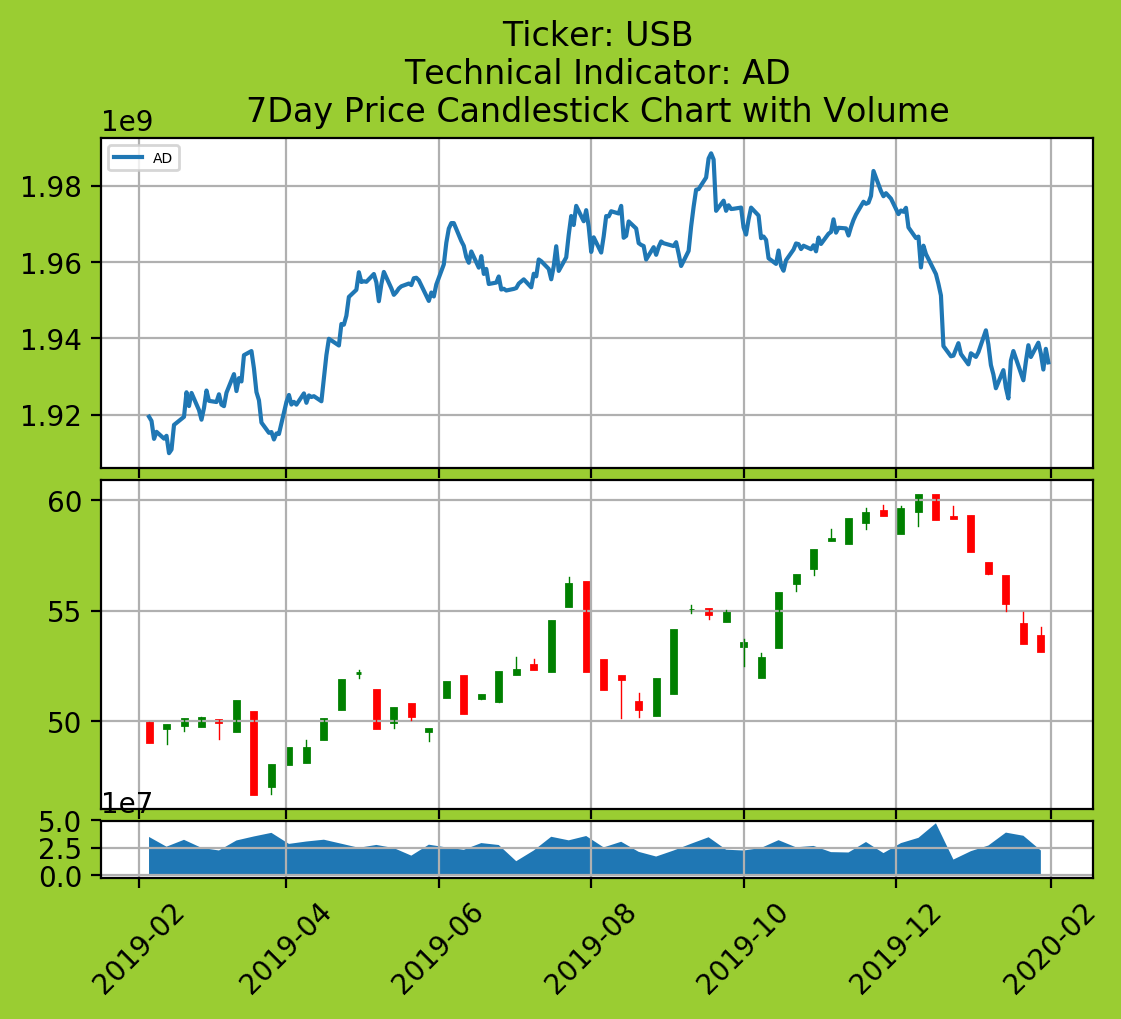 Ticker: USB
Technical Indicator: AD
7Day Price Candlestick Chart with Volume
1e9
AD
1.98
1.96
1.94
1.92
60
55
50
1e7
5.0
2.5
0.0
2019-02
2019-04
2019-06
2019-08
2019-10
2019-12
2020-02